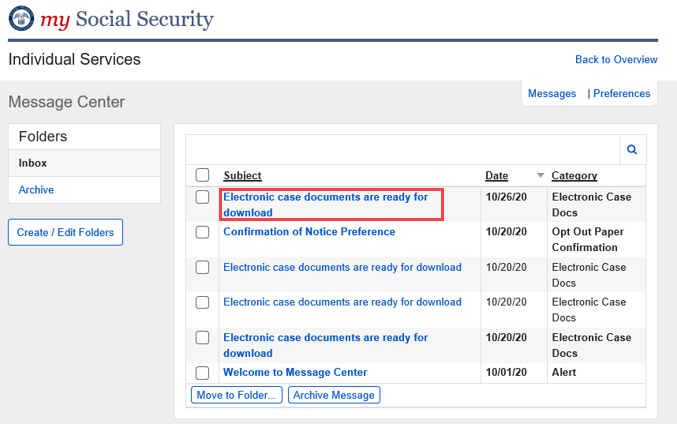 my Social Security
Individual Services
Back to Overview
Messages | Preferences
Message Center
Folders
Inbox
Archive
Create / Edit Folders
Subject Date Category
Electronic case documents are ready for 10/26/20 Electronic Case
download Docs
Confirmation of Notice Preference 10/20/20 Opt Out Paper
Confirmation
Electronic case documents are ready for download 10/20/20 Electronic Case
Docs
Electronic case documents are ready for download 10/20/20 Electronic Case
Docs
Electronic case documents are ready for 10/20/20 Electronic Case
download Docs
Welcome to Message Center 10/01/20 Alert
Move to Folder... Archive Message